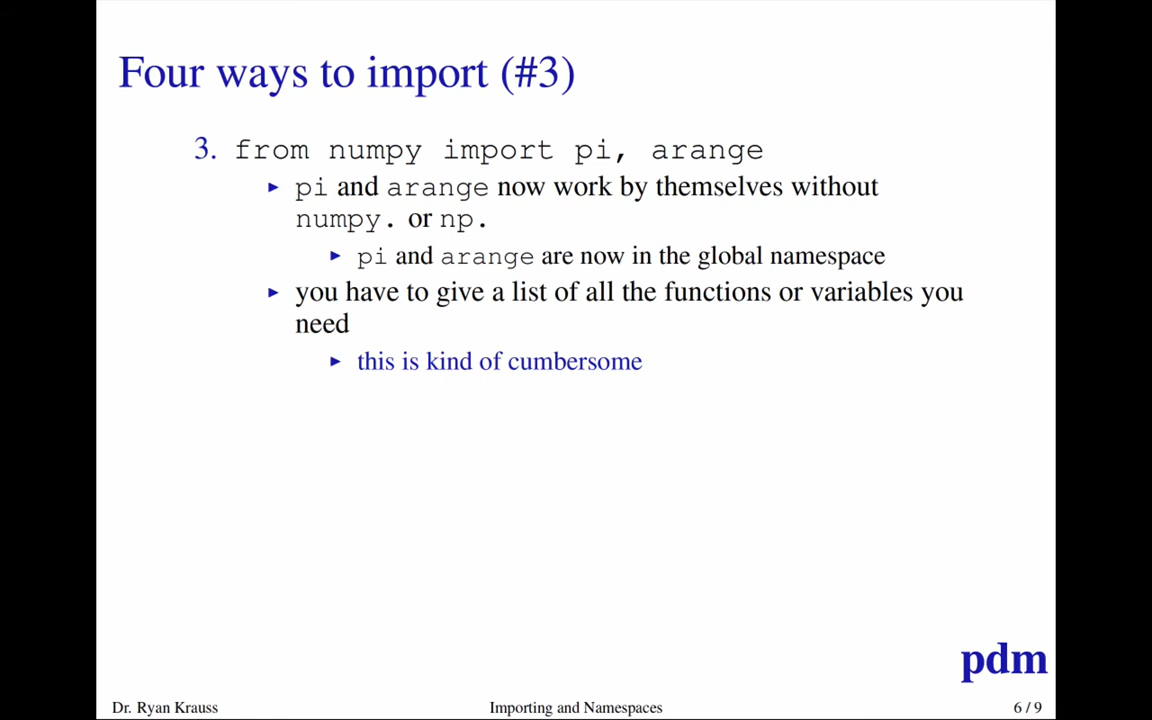 Four ways to import (#3)
3. from numpy import pi, arange
▶ pi and arange now work by themselves without
numpy. or np.
▶ pi and arange are now in the global namespace
▶ you have to give a list of all the functions or variables you
need
▶ this is kind of cumbersome
pdm
Dr. Ryan Krauss Importing and Namespaces 6 / 9